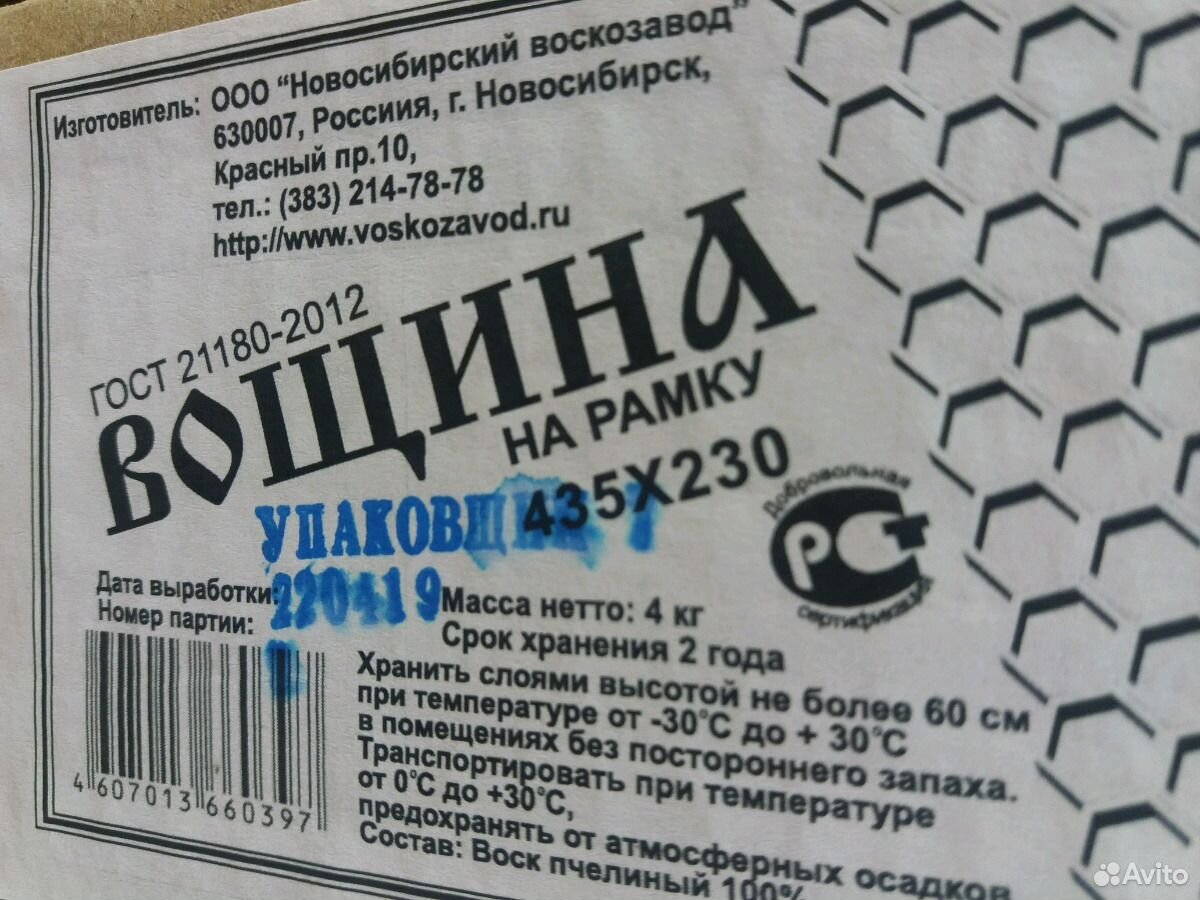 Изготовитель: ООО “Новосибирский воскозавод”
630007, Россиия, г. Новосибирск,
Красный пр.10,
тел.: (383) 214-78-78
http://www.voskozavod.ru
ГОСТ 21180-2012
ВОЩИНА
НА РАМКУ
435Х230
УПАКОВЩИК 7
Добровольная
РСТ
сертификация
Дата выработки: 220419
Номер партии:
Масса нетто: 4 кг
Срок хранения 2 года
Хранить слоями высотой не более 60 см
при температуре от -30°С до + 30°С
в помещениях без постороннего запаха.
Транспортировать при температуре
от 0°С до +30°С,
предохранять от атмосферных осадков
Состав: Воск пчелиный 100%
4 607013 660397
Avito